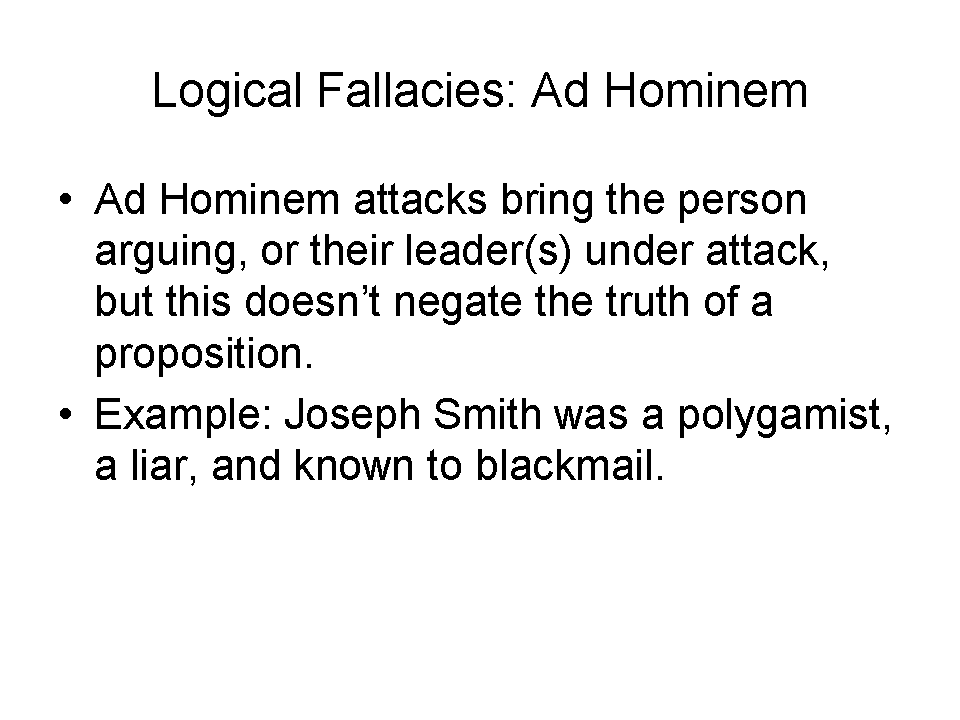 Logical Fallacies: Ad Hominem
• Ad Hominem attacks bring the person
arguing, or their leader(s) under attack,
but this doesn’t negate the truth of a
proposition.
• Example: Joseph Smith was a polygamist,
a liar, and known to blackmail.